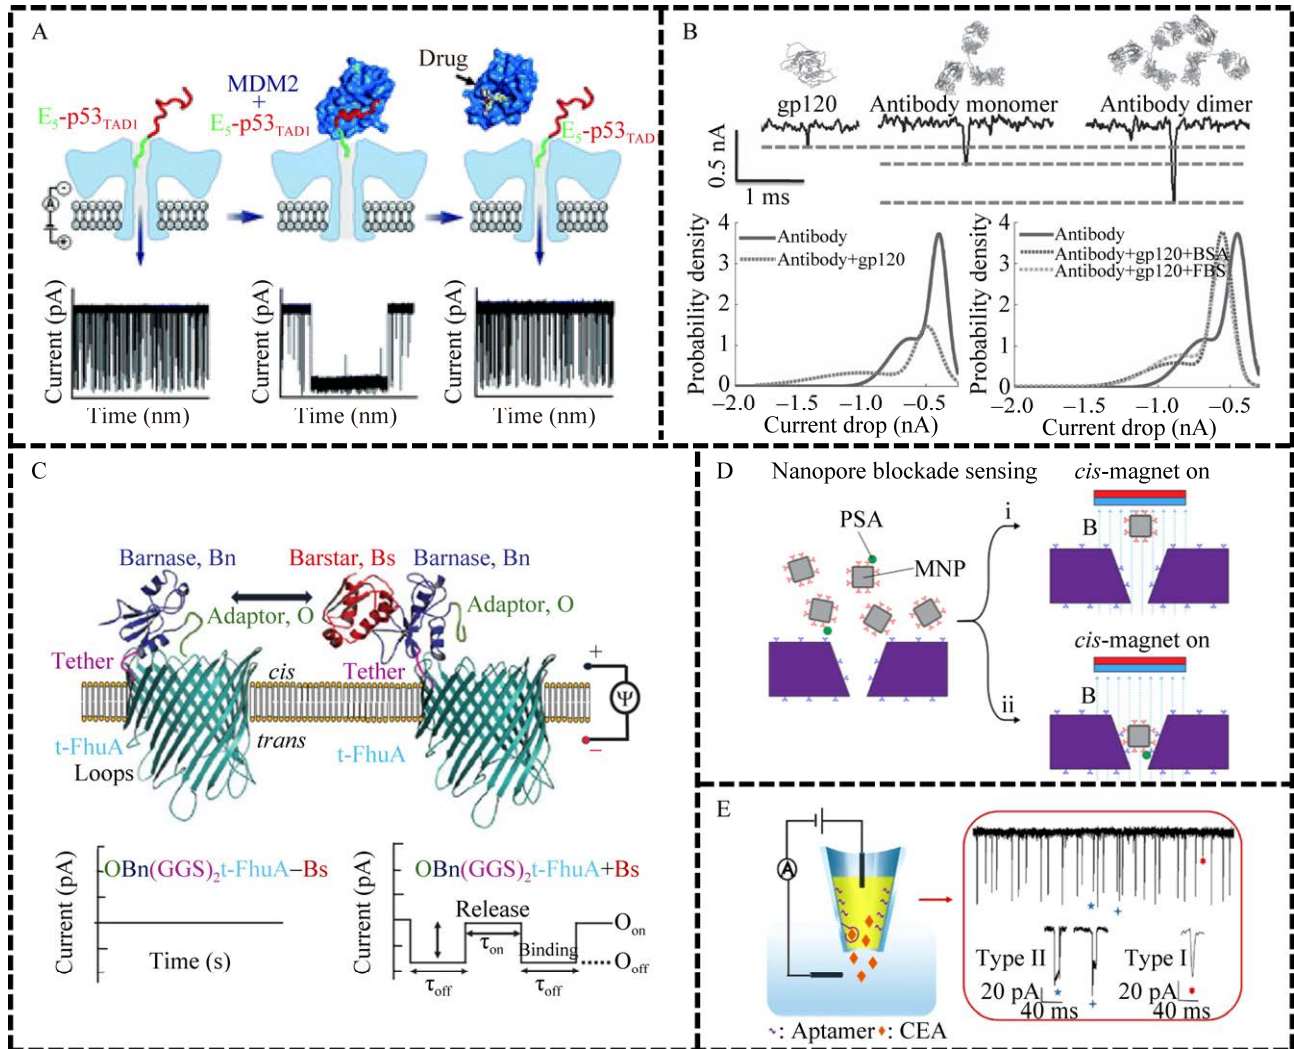 A
MDM2
+
E5-p53TAD1
E5-p53TAD1
Drug
E5-p53TAD
A
Current (pA)
Time (nm)
Current (pA)
Time (nm)
Current (pA)
Time (nm)
B
gp120
Antibody monomer
Antibody dimer
0.5 nA
1 ms
Probability density
4
3
2
1
0
Antibody
Antibody+gp120
−2.0
−1.0
−0.5
Current drop (nA)
Probability density
4
3
2
1
0
Antibody
Antibody+gp120+BSA
Antibody+gp120+FBS
−2.0
−1.0
−0.5
Current drop (nA)
C
Barnase, Bn
Barstar, Bs
Barnase, Bn
Adaptor, O
Adaptor, O
Tether
Tether
cis
trans
+
Ψ
−
t-FhuA
Loops
t-FhuA
OBn(GGS)2t-FhuA−Bs
Current (pA)
Time (s)
OBn(GGS)2t-FhuA+Bs
Current (pA)
Release
τon
Binding
τoff
τoff
Oon
Ooff
D
Nanopore blockade sensing
cis-magnet on
PSA
MNP
i
B
cis-magnet on
ii
B
E
A
Type II
20 pA
40 ms
Type I
20 pA
40 ms
: Aptamer
: CEA